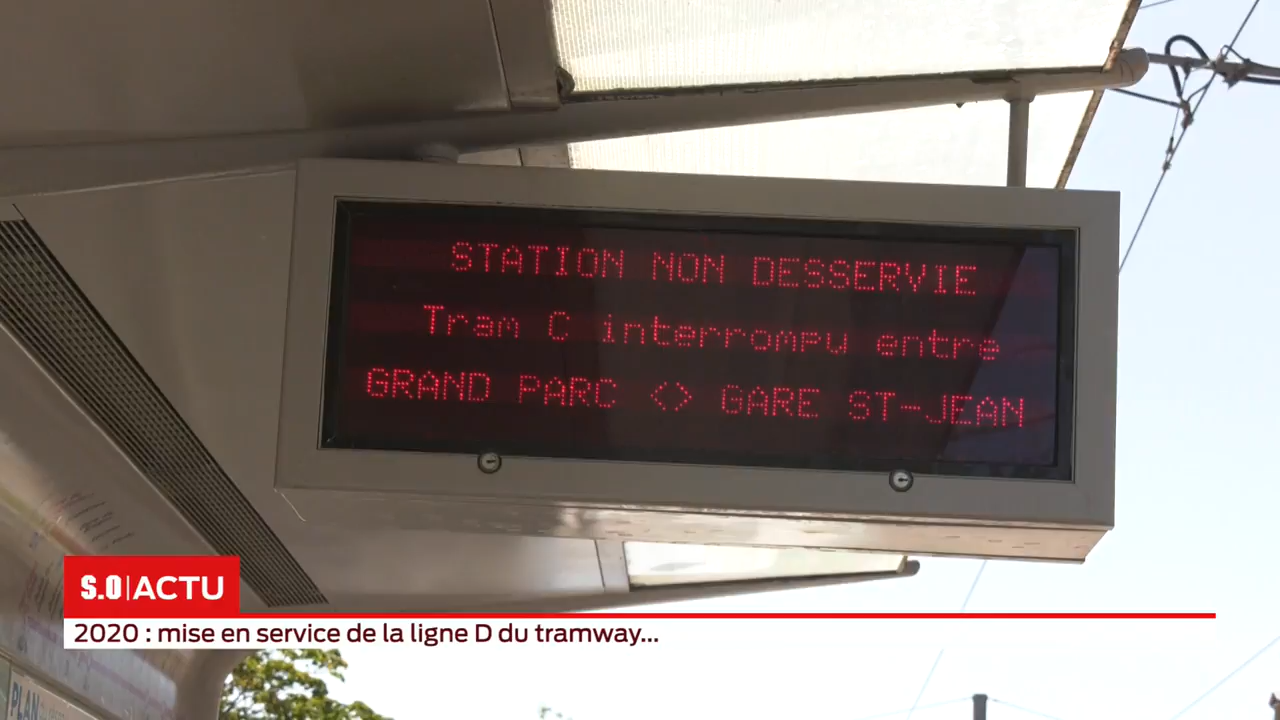 STATION NON DESSERVIE
Tram C interrompu entre
GRAND PARC <> GARE ST-JEAN
S.O|ACTU
2020 : mise en service de la ligne D du tramway...
PLAN